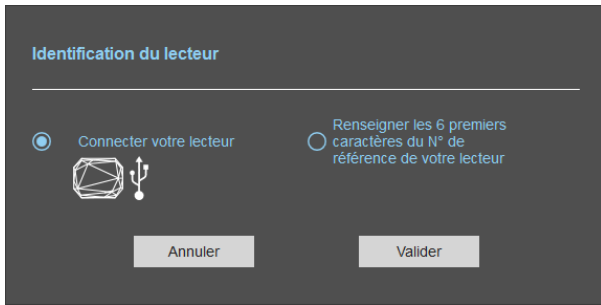 Identification du lecteur
Connecter votre lecteur
Renseigner les 6 premiers
caractères du N° de
référence de votre lecteur
Annuler
Valider